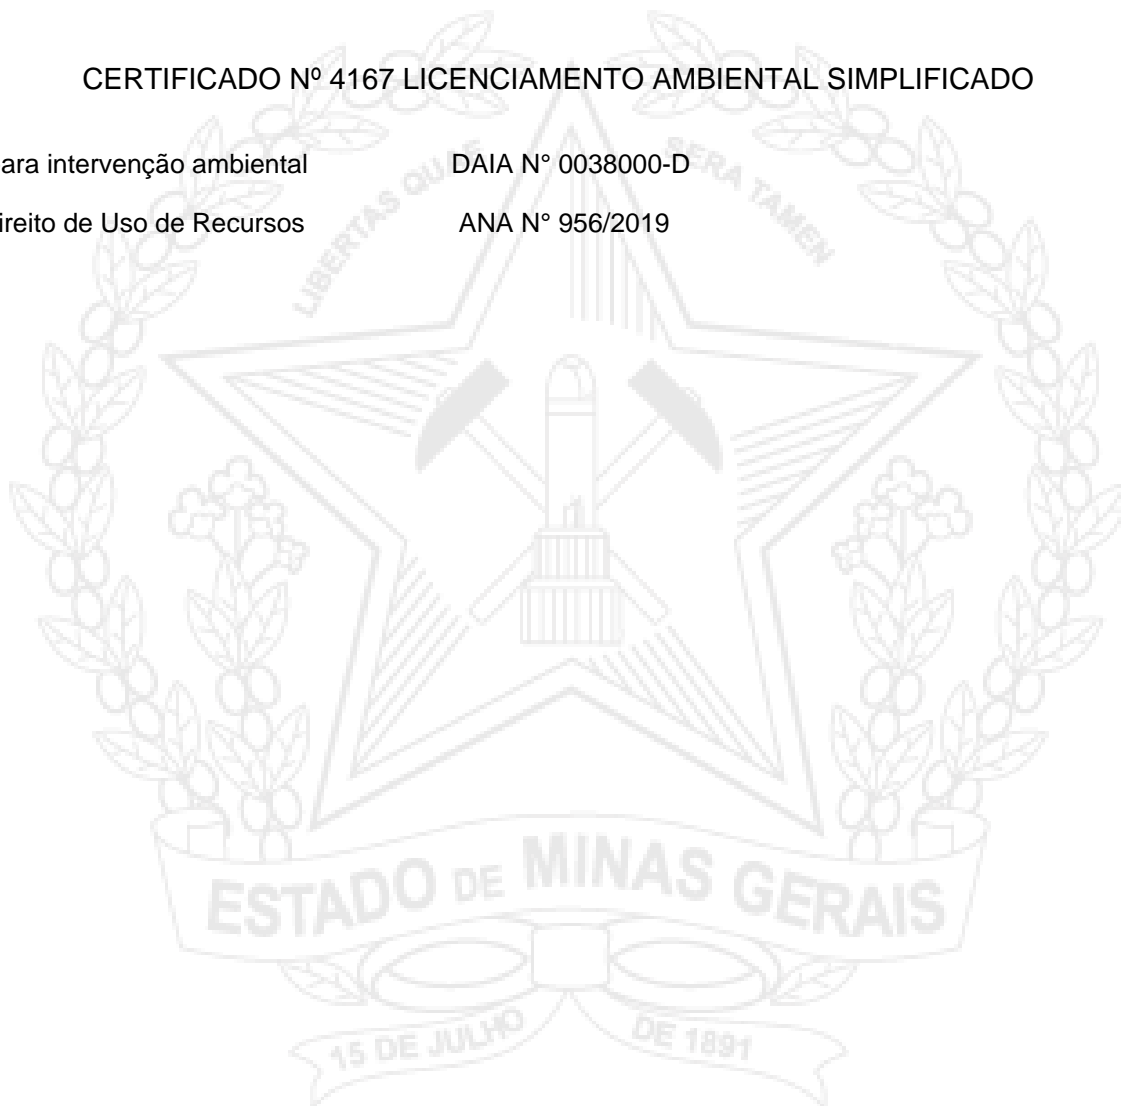 CERTIFICADO Nº 4167 LICENCIAMENTO AMBIENTAL SIMPLIFICADO
ara intervenção ambiental DAIA N° 0038000-D
ireito de Uso de Recursos ANA N° 956/2019
LIBERTAS QUAE SERA TAMEN
ESTADO DE MINAS GERAIS
15 DE JULHO DE 1891